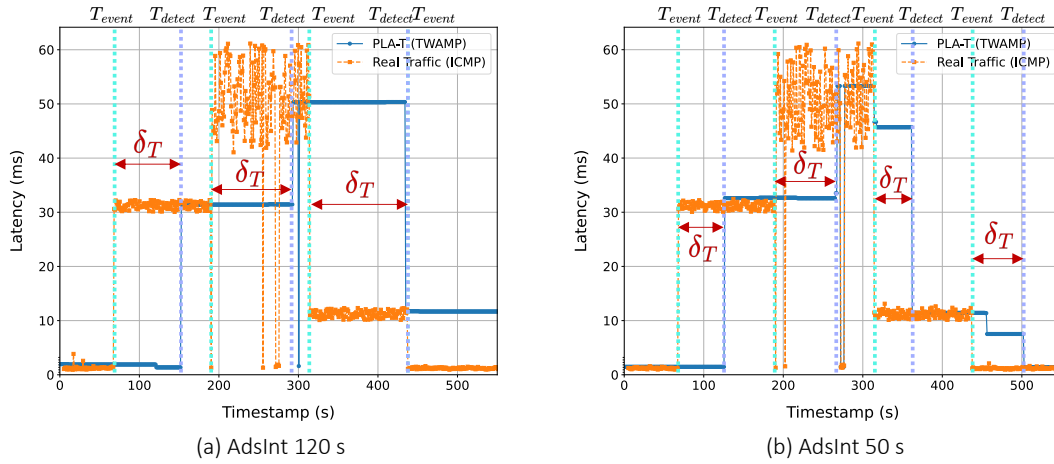 T_event T_detect T_event T_detect T_event T_detect T_event
60
50
40
30
20
10
0
Latency (ms)
PLA-T (TWAMP)
Real Traffic (ICMP)
δ_T
δ_T
δ_T
0 100 200 300 400 500
Timestamp (s)
(a) AdsInt 120 s
T_event T_detect T_event T_detect T_event T_detect T_event T_detect
60
50
40
30
20
10
0
Latency (ms)
PLA-T (TWAMP)
Real Traffic (ICMP)
δ_T
δ_T
δ_T
δ_T
0 100 200 300 400 500
Timestamp (s)
(b) AdsInt 50 s